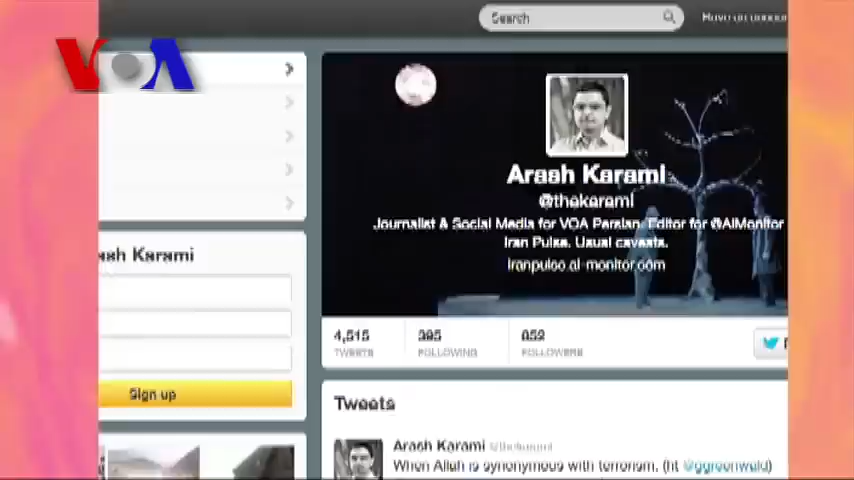 Search
VOA
Arash Karami
@thekarami
Journalist & Social Media for VOA Persian. Editor for @AlMonitor
Iran Pulse. Usual caveats.
iranpulse.al-monitor.com
ash Karami
Sign up
4,515
TWEETS
395
FOLLOWING
852
FOLLOWERS
Tweets
Arash Karami @thekarami
When Allah is synonymous with terrorism. (ht @ggreenwald)